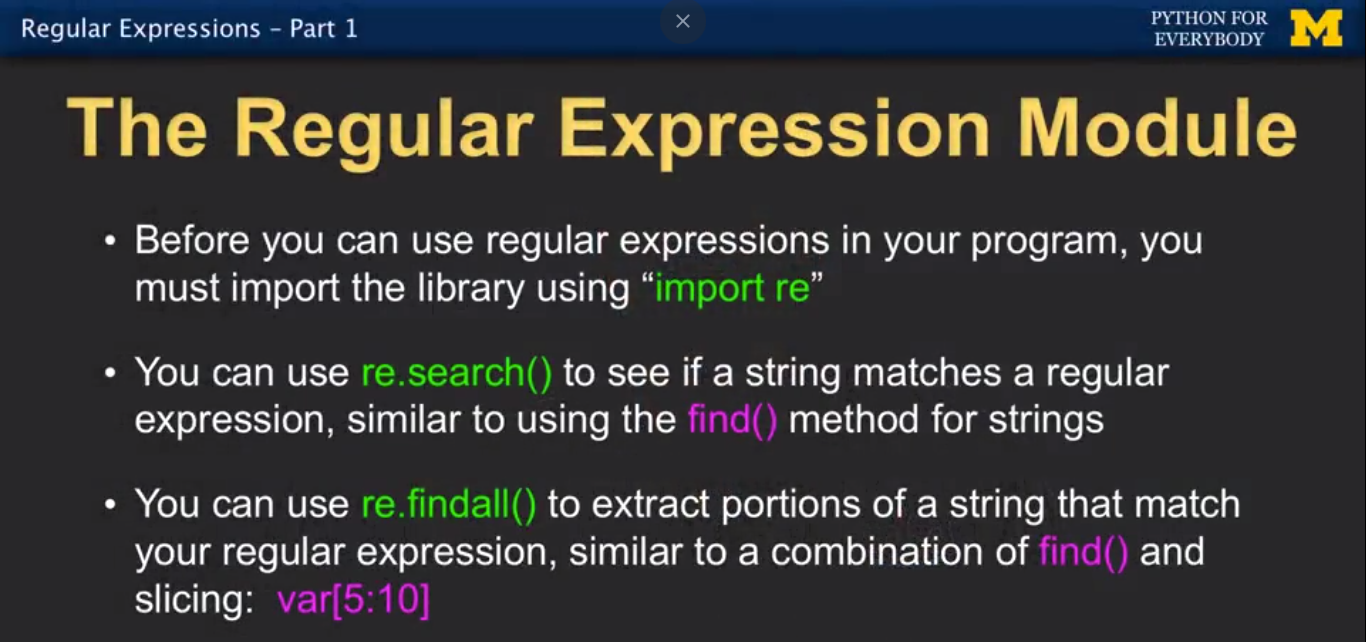 Regular Expressions – Part 1
PYTHON FOR
EVERYBODY
M
The Regular Expression Module
• Before you can use regular expressions in your program, you
must import the library using “import re”
• You can use re.search() to see if a string matches a regular
expression, similar to using the find() method for strings
• You can use re.findall() to extract portions of a string that match
your regular expression, similar to a combination of find() and
slicing: var[5:10]